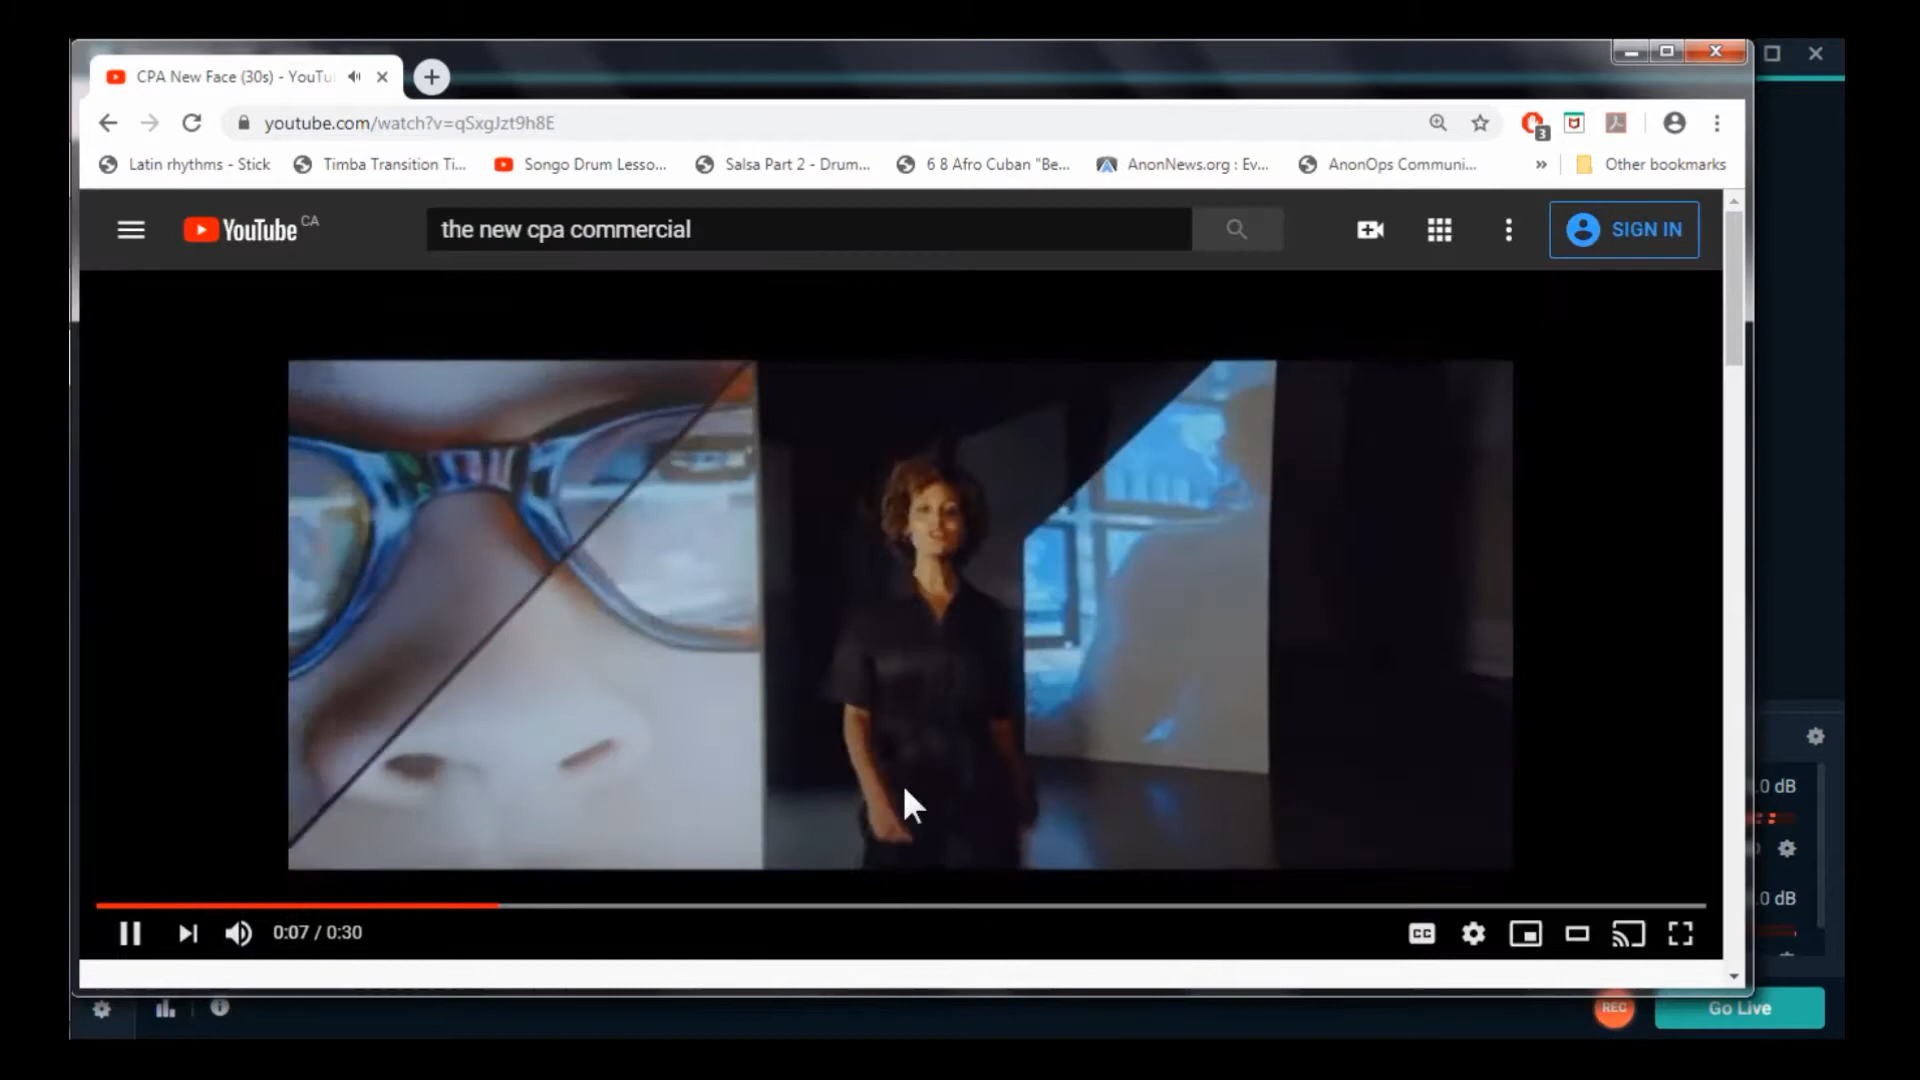 CPA New Face (30s) - YouTu
youtube.com/watch?v=qSxgJzt9h8E
3
Latin rhythms - Stick
Timba Transition Ti...
Songo Drum Lesso...
Salsa Part 2 - Drum...
6 8 Afro Cuban "Be...
AnonNews.org : Ev...
AnonOps Communi...
»
Other bookmarks
YouTube CA
the new cpa commercial
SIGN IN
.0 dB
.0 dB
0:07 / 0:30
CC
REC
Go Live